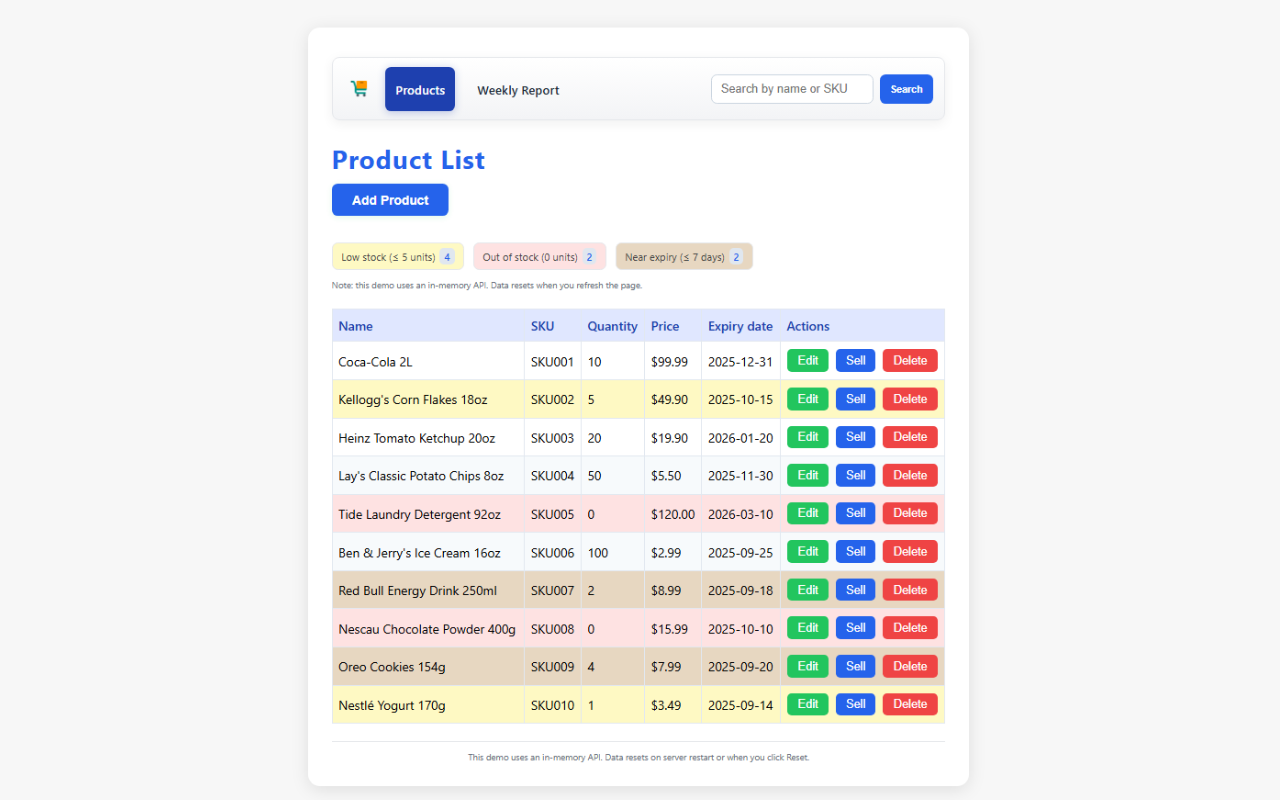 Products Weekly Report Search by name or SKU Search
Product List
Add Product
Low stock (≤ 5 units) 4 Out of stock (0 units) 2 Near expiry (≤ 7 days) 2
Note: this demo uses an in-memory API. Data resets when you refresh the page.
Name SKU Quantity Price Expiry date Actions
Coca-Cola 2L SKU001 10 $99.99 2025-12-31 Edit Sell Delete
Kellogg's Corn Flakes 18oz SKU002 5 $49.90 2025-10-15 Edit Sell Delete
Heinz Tomato Ketchup 20oz SKU003 20 $19.90 2026-01-20 Edit Sell Delete
Lay's Classic Potato Chips 8oz SKU004 50 $5.50 2025-11-30 Edit Sell Delete
Tide Laundry Detergent 92oz SKU005 0 $120.00 2026-03-10 Edit Sell Delete
Ben & Jerry's Ice Cream 16oz SKU006 100 $2.99 2025-09-25 Edit Sell Delete
Red Bull Energy Drink 250ml SKU007 2 $8.99 2025-09-18 Edit Sell Delete
Nescau Chocolate Powder 400g SKU008 0 $15.99 2025-10-10 Edit Sell Delete
Oreo Cookies 154g SKU009 4 $7.99 2025-09-20 Edit Sell Delete
Nestlé Yogurt 170g SKU010 1 $3.49 2025-09-14 Edit Sell Delete
This demo uses an in-memory API. Data resets on server restart or when you click Reset.